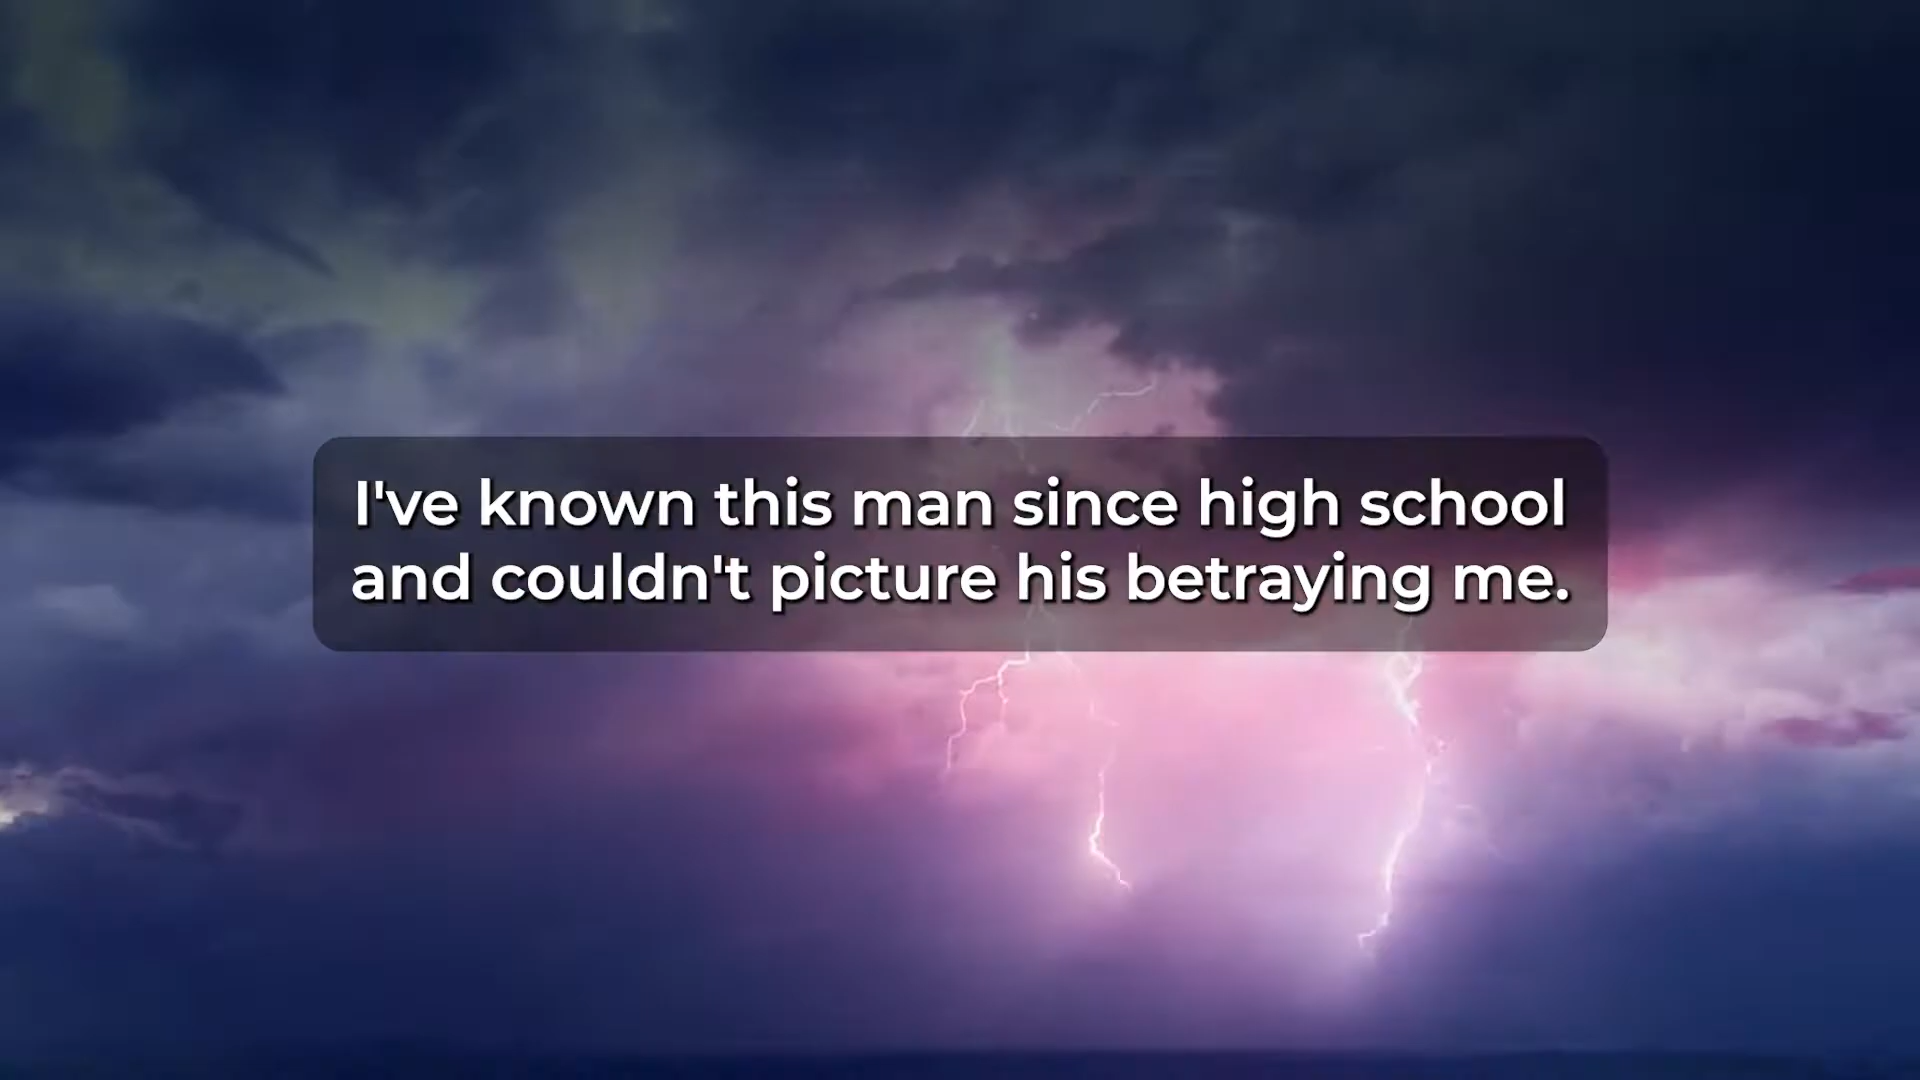 I've known this man since high school
and couldn't picture his betraying me.